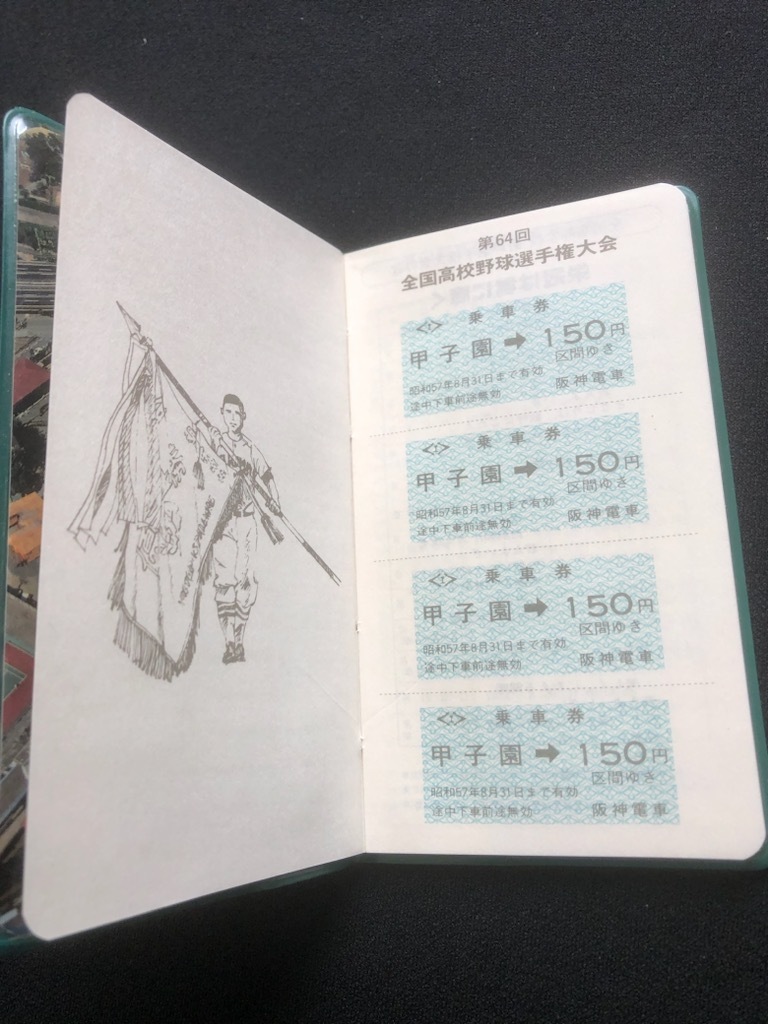 第64回
全国高校野球選手権大会
乗車券
甲子園➡150円
区間ゆき
昭和57年8月31日まで有効
途中下車前途無効
阪神電車
乗車券
甲子園➡150円
区間ゆき
昭和57年8月31日まで有効
途中下車前途無効
阪神電車
乗車券
甲子園➡150円
区間ゆき
昭和57年8月31日まで有効
途中下車前途無効
阪神電車
乗車券
甲子園➡150円
区間ゆき
昭和57年8月31日まで有効
途中下車前途無効
阪神電車